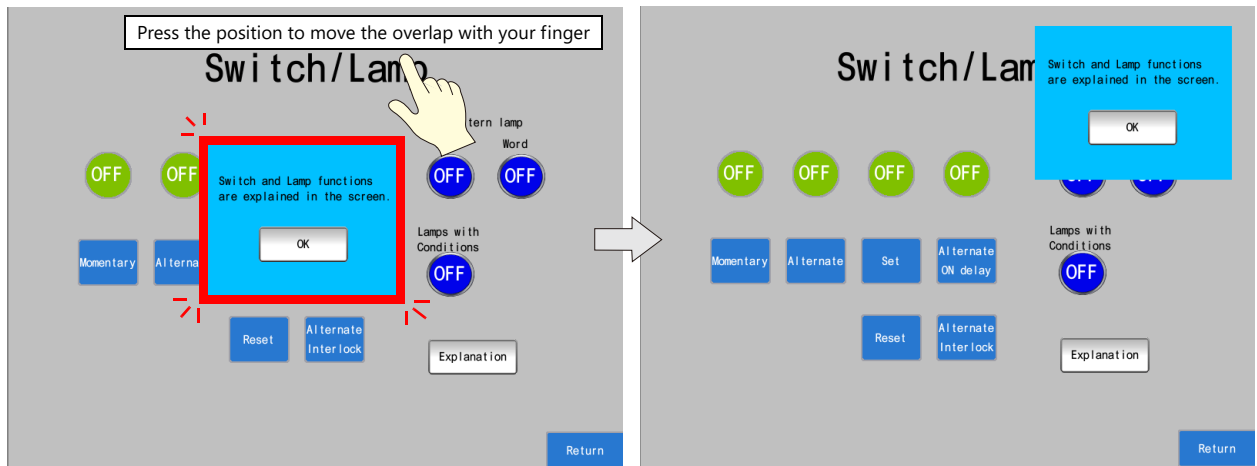 Press the position to move the overlap with your finger
Switch/Lamp
tern lamp
Word
OFF
OFF
OFF
OFF
Switch and Lamp functions
are explained in the screen.
OK
Lamps with
Conditions
OFF
Momentary
Alterna
Reset
Alternate
Interlock
Explanation
Return
Switch/Lam
Switch and Lamp functions
are explained in the screen.
OK
OFF
OFF
OFF
OFF
Lamps with
Conditions
OFF
Momentary
Alternate
Set
Alternate
ON delay
Reset
Alternate
Interlock
Explanation
Return